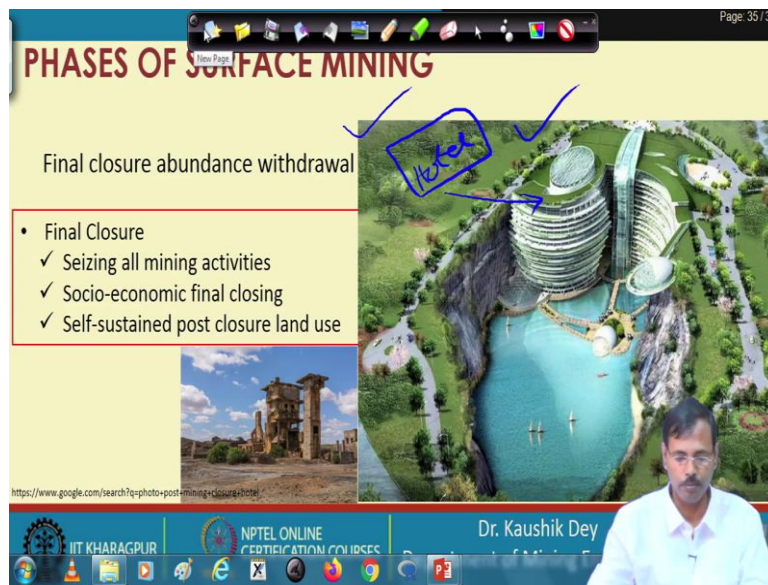 Page: 35/3
New Page
PHASES OF SURFACE MINING
Hotel
Final closure abundance withdrawal
• Final Closure
✓ Seizing all mining activities
✓ Socio-economic final closing
✓ Self-sustained post closure land use
https://www.google.com/search?q=photo+post+mining+closure+hotel
IIT KHARAGPUR
NPTEL ONLINE
CERTIFICATION COURSES
Dr. Kaushik Dey